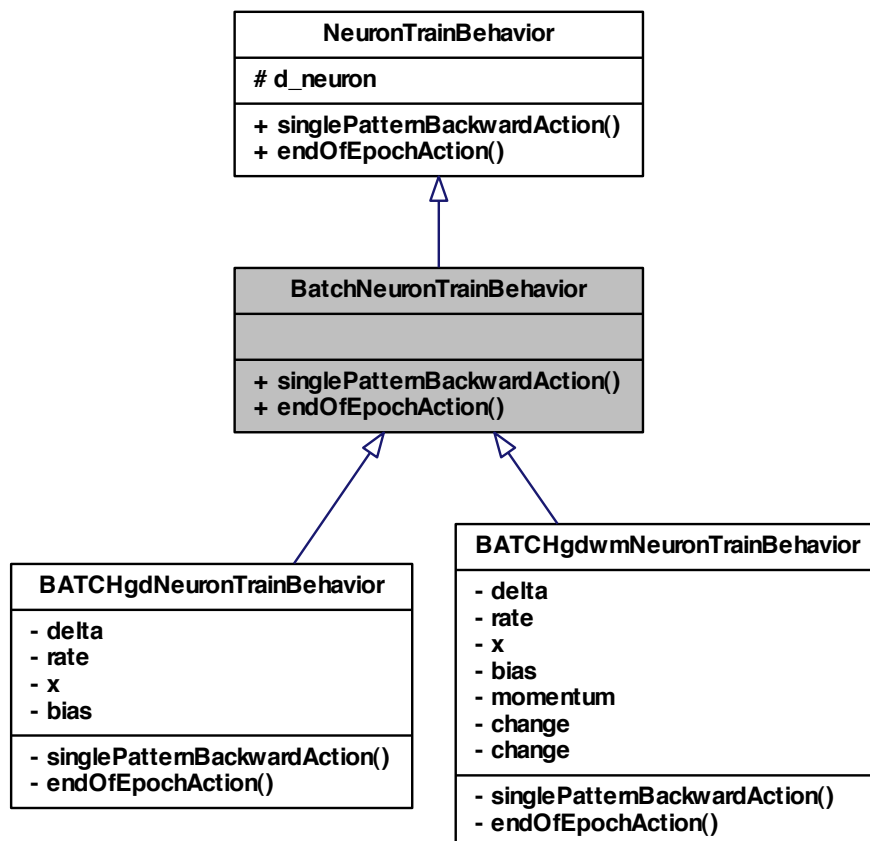 NeuronTrainBehavior
# d_neuron
+ singlePatternBackwardAction()
+ endOfEpochAction()
BatchNeuronTrainBehavior
+ singlePatternBackwardAction()
+ endOfEpochAction()
BATCHgdNeuronTrainBehavior
- delta
- rate
- x
- bias
- singlePatternBackwardAction()
- endOfEpochAction()
BATCHgdwmNeuronTrainBehavior
- delta
- rate
- x
- bias
- momentum
- change
- change
- singlePatternBackwardAction()
- endOfEpochAction()